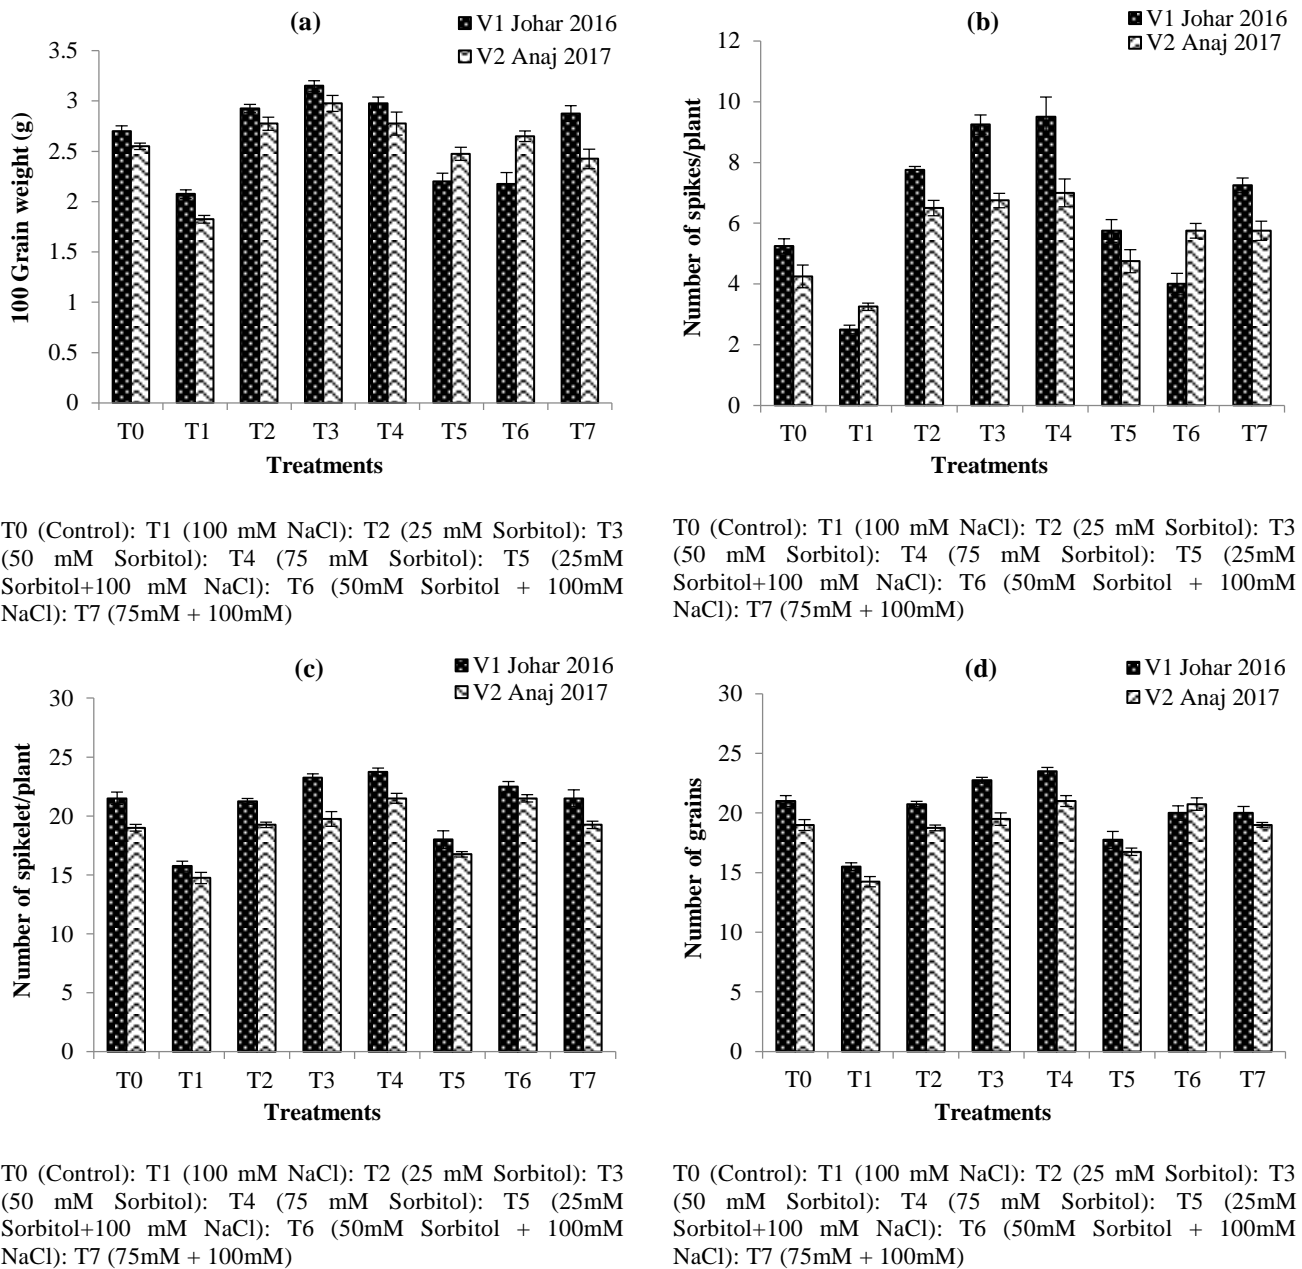 (a)
V1 Johar 2016
V2 Anaj 2017
100 Grain weight (g)
3.5
3
2.5
2
1.5
1
0.5
0
T0 T1 T2 T3 T4 T5 T6 T7
Treatments
T0 (Control): T1 (100 mM NaCl): T2 (25 mM Sorbitol): T3
(50 mM Sorbitol): T4 (75 mM Sorbitol): T5 (25mM
Sorbitol+100 mM NaCl): T6 (50mM Sorbitol + 100mM
NaCl): T7 (75mM + 100mM)
(b)
V1 Johar 2016
V2 Anaj 2017
Number of spikes/plant
12
10
8
6
4
2
0
T0 T1 T2 T3 T4 T5 T6 T7
Treatments
T0 (Control): T1 (100 mM NaCl): T2 (25 mM Sorbitol): T3
(50 mM Sorbitol): T4 (75 mM Sorbitol): T5 (25mM
Sorbitol+100 mM NaCl): T6 (50mM Sorbitol + 100mM
NaCl): T7 (75mM + 100mM)
(c)
V1 Johar 2016
V2 Anaj 2017
Number of spikelet/plant
30
25
20
15
10
5
0
T0 T1 T2 T3 T4 T5 T6 T7
Treatments
T0 (Control): T1 (100 mM NaCl): T2 (25 mM Sorbitol): T3
(50 mM Sorbitol): T4 (75 mM Sorbitol): T5 (25mM
Sorbitol+100 mM NaCl): T6 (50mM Sorbitol + 100mM
NaCl): T7 (75mM + 100mM)
(d)
V1 Johar 2016
V2 Anaj 2017
Number of grains
30
25
20
15
10
5
0
T0 T1 T2 T3 T4 T5 T6 T7
Treatments
T0 (Control): T1 (100 mM NaCl): T2 (25 mM Sorbitol): T3
(50 mM Sorbitol): T4 (75 mM Sorbitol): T5 (25mM
Sorbitol+100 mM NaCl): T6 (50mM Sorbitol + 100mM
NaCl): T7 (75mM + 100mM)